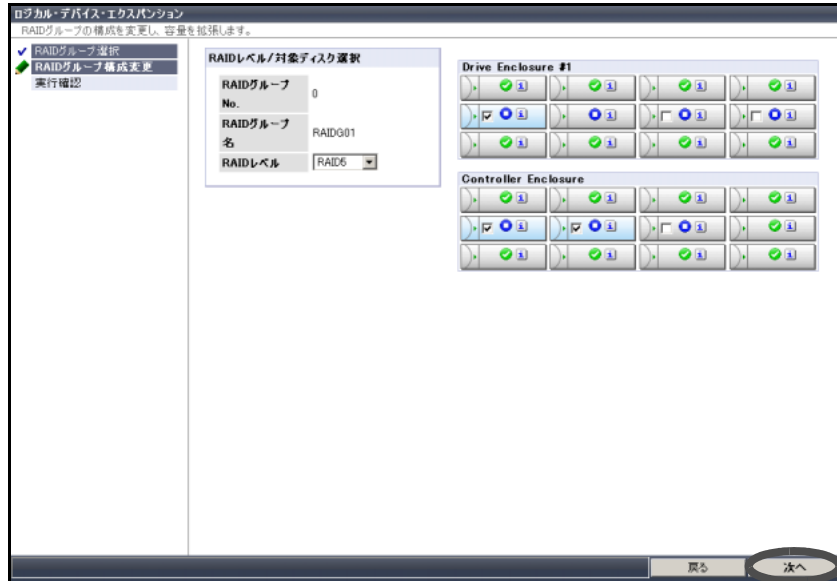 ロジカル・デバイス・エクスパンション
RAIDグループの構成を変更し、容量を拡張します。
RAIDグループ選択
RAIDグループ構成変更
実行確認
RAIDレベル/対象ディスク選択
RAIDグループ No. 0
RAIDグループ名 RAIDG01
RAIDレベル RAID5
Drive Enclosure #1
Controller Enclosure
戻る
次へ